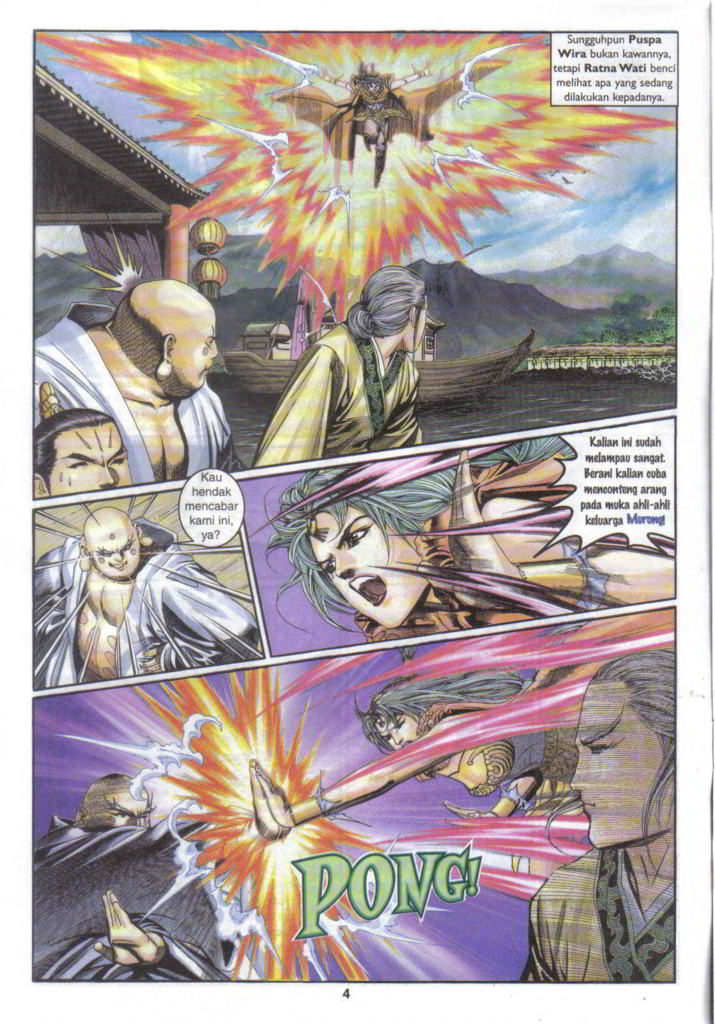 Sungguhpun Puspa
Wira bukan kawannya,
tetapi Ratna Wati benci
melihat apa yang sedang
dilakukan kepadanya.
Kalian ini sudah
melampau sangat.
Berani kalian cuba
menconteng arang
pada muka ahli-ahli
keluarga Murong!
Kau
hendak
mencabar
kami ini,
ya?
PONG!
4